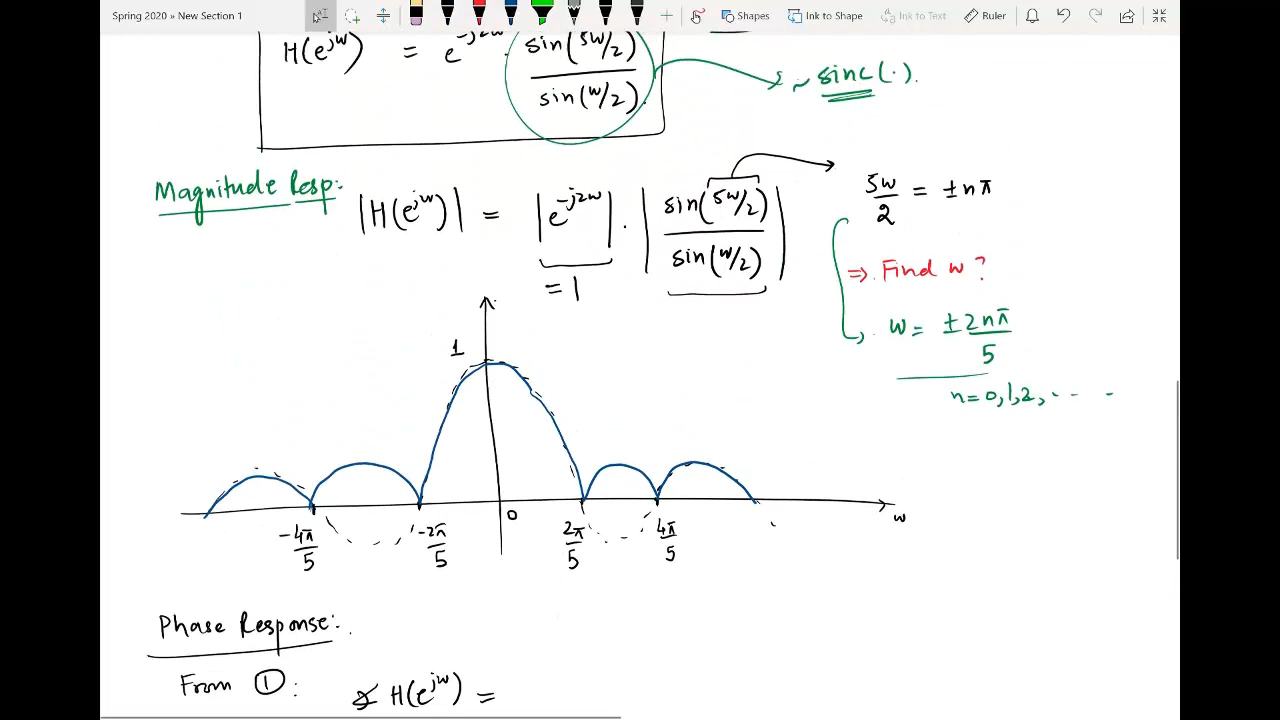 Spring 2020 » New Section 1
Shapes
Ink to Shape
Ink to Text
Ruler
H(e^jw) = e^-j2w . sin(5w/2) / sin(w/2)
~ sinc(·).
Magnitude Resp:
|H(e^jw)| = |e^-j2w| . |sin(5w/2) / sin(w/2)|
= 1
5w/2 = ±nπ
⇒ Find w?
w = ±2nπ/5
n=0,1,2,...
1
0
w
-4π/5
-2π/5
2π/5
4π/5
Phase Response:
From ①:
∡ H(e^jw) =